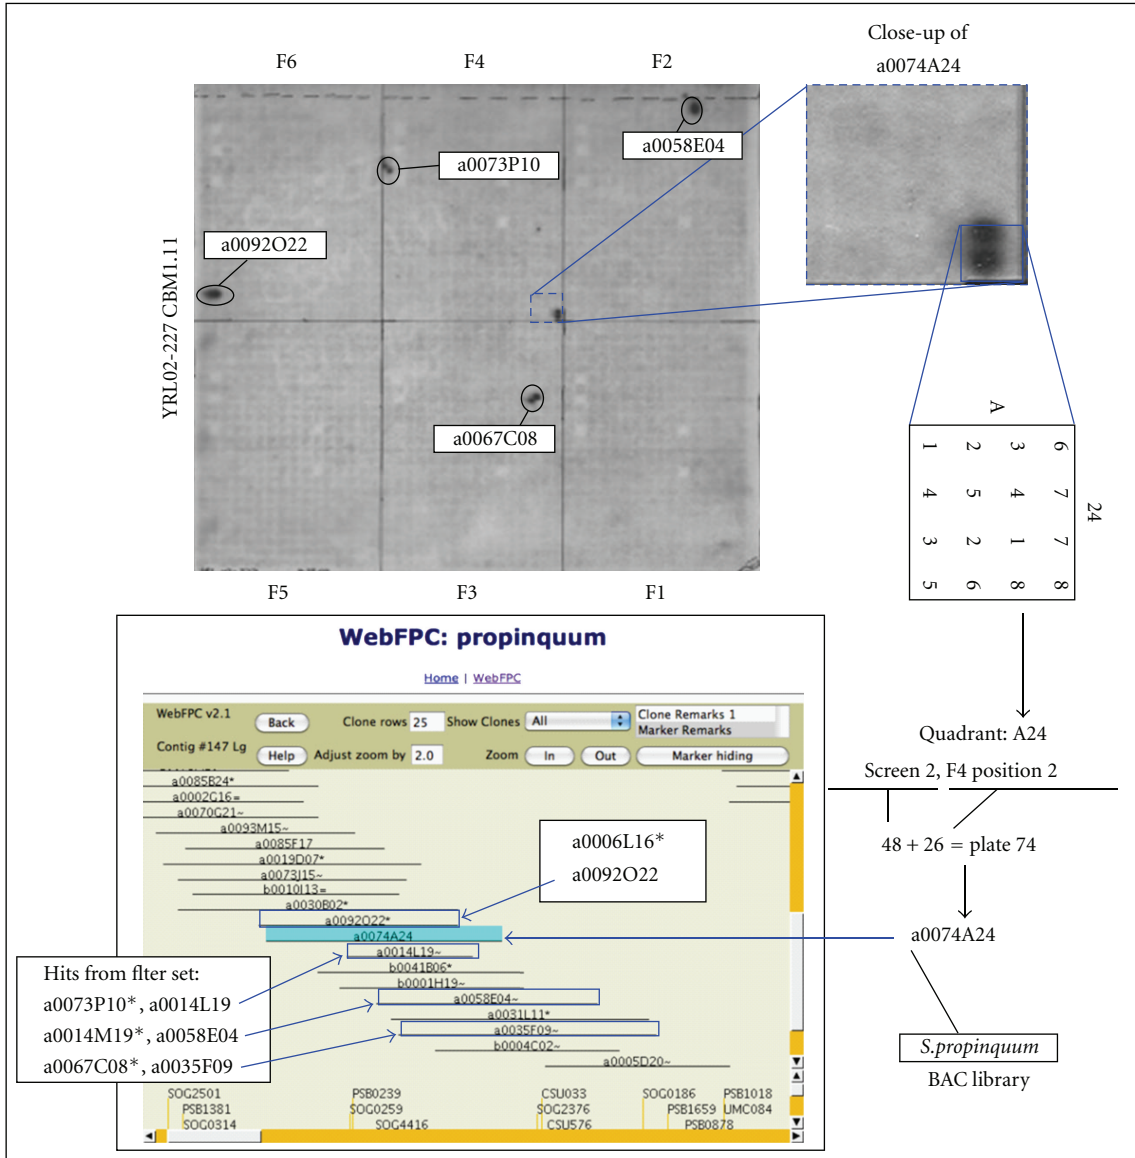 F6
F4
F2
Close-up of
a0074A24
a0058E04
a0073P10
a0092O22
YRL02-227 CBM1.11
a0067C08
F5
F3
F1
A
24
1 2 3 6
4 5 4 7
3 2 1 7
5 6 8 8
Quadrant: A24
Screen 2, F4 position 2
48 + 26 = plate 74
a0074A24
S.propinquum
BAC library
WebFPC: propinquum
Home | WebFPC
WebFPC v2.1 Back Clone rows 25 Show Clones All Clone Remarks 1
Marker Remarks
Contig #147 Lg Help Adjust zoom by 2.0 Zoom In Out Marker hiding
a0085B24*
a0002G16=
a0070G21~
a0093M15~
a0085F17
a0019D07*
a0073J15~
b0010I13=
a0030B02*
a0092O22*
a0074A24
a0014L19~
b0041B06*
b0001H19~
a0058E04~
a0031L11*
a0035F09~
b0004C02~
a0005D20~
a0006L16*
a0092O22
Hits from flter set:
a0073P10*, a0014L19
a0014M19*, a0058E04
a0067C08*, a0035F09
SOG2501 PSB0239 CSU033 SOG0186 PSB1018
PSB1381 SOG0259 SOG2376 PSB1659 UMC084
SOG0314 SOG4416 CSU576 PSB0878